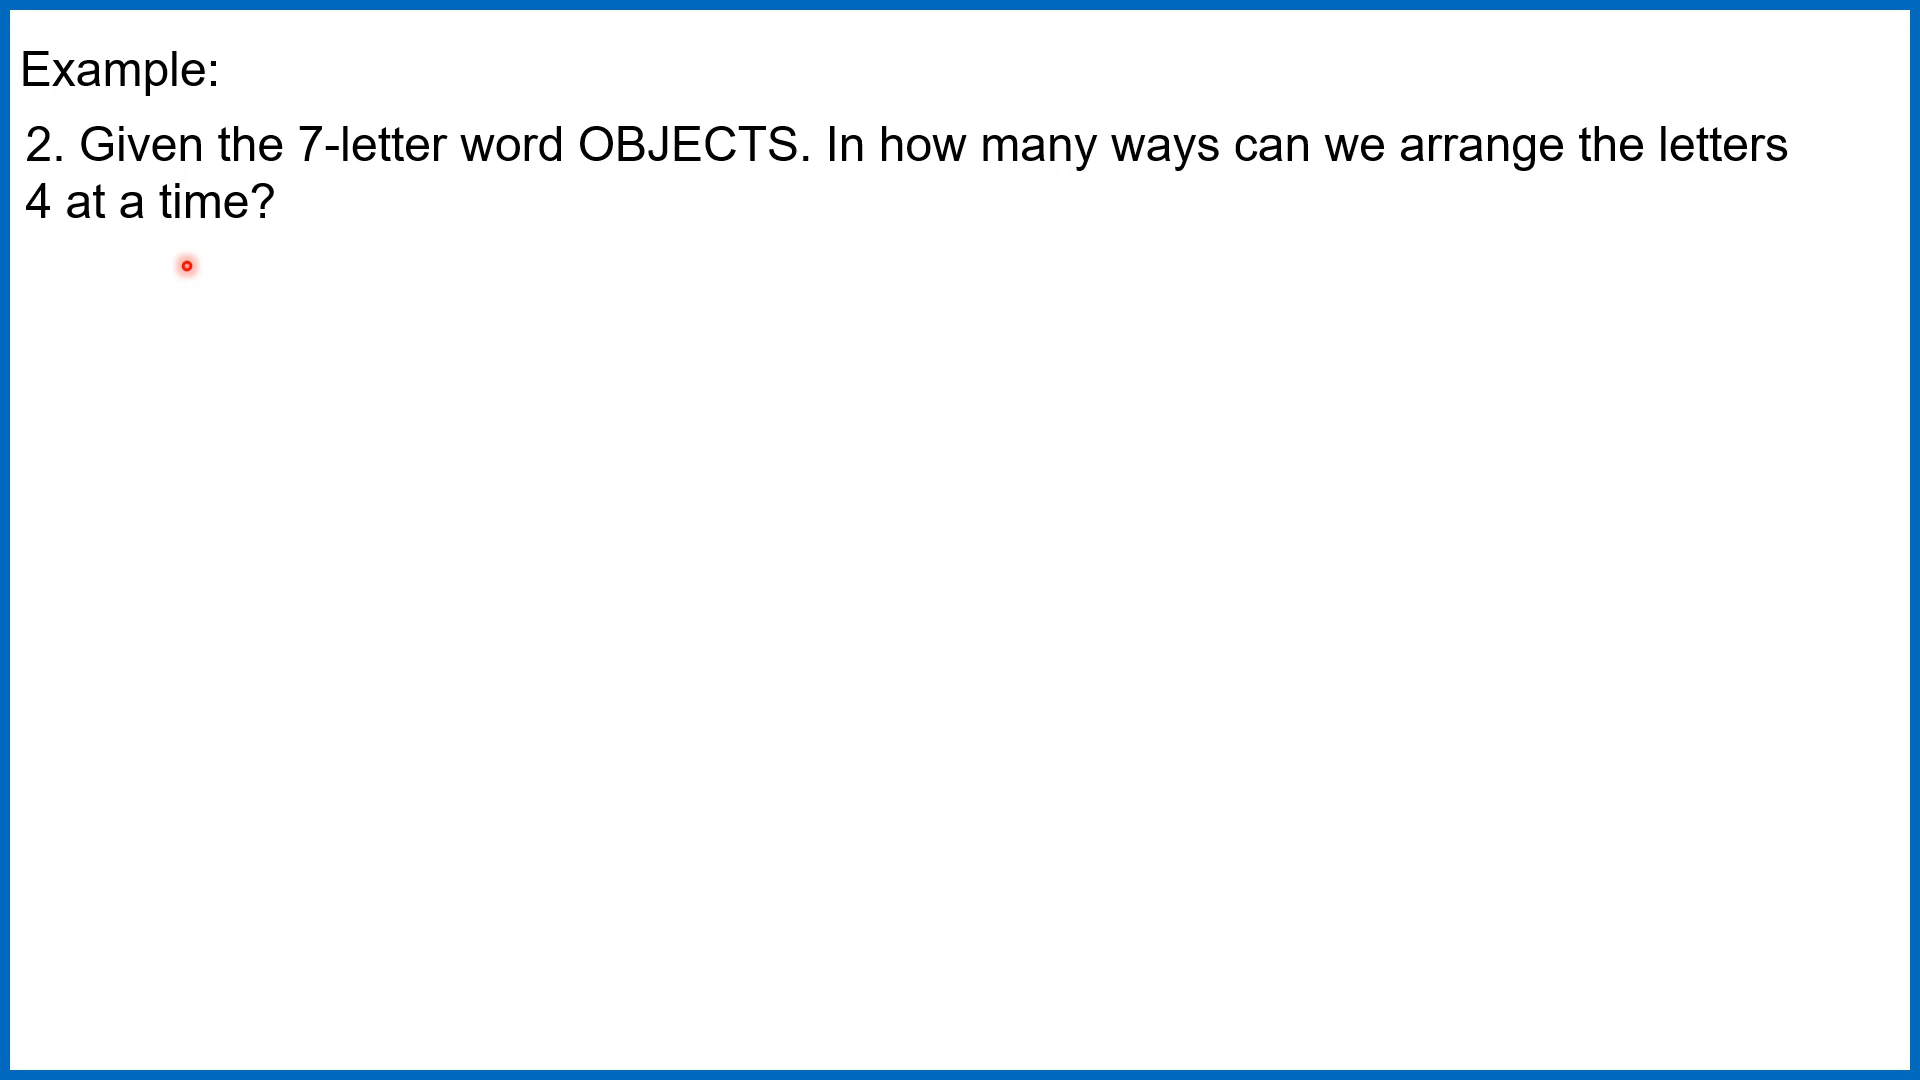 Example:
2. Given the 7-letter word OBJECTS. In how many ways can we arrange the letters
4 at a time?